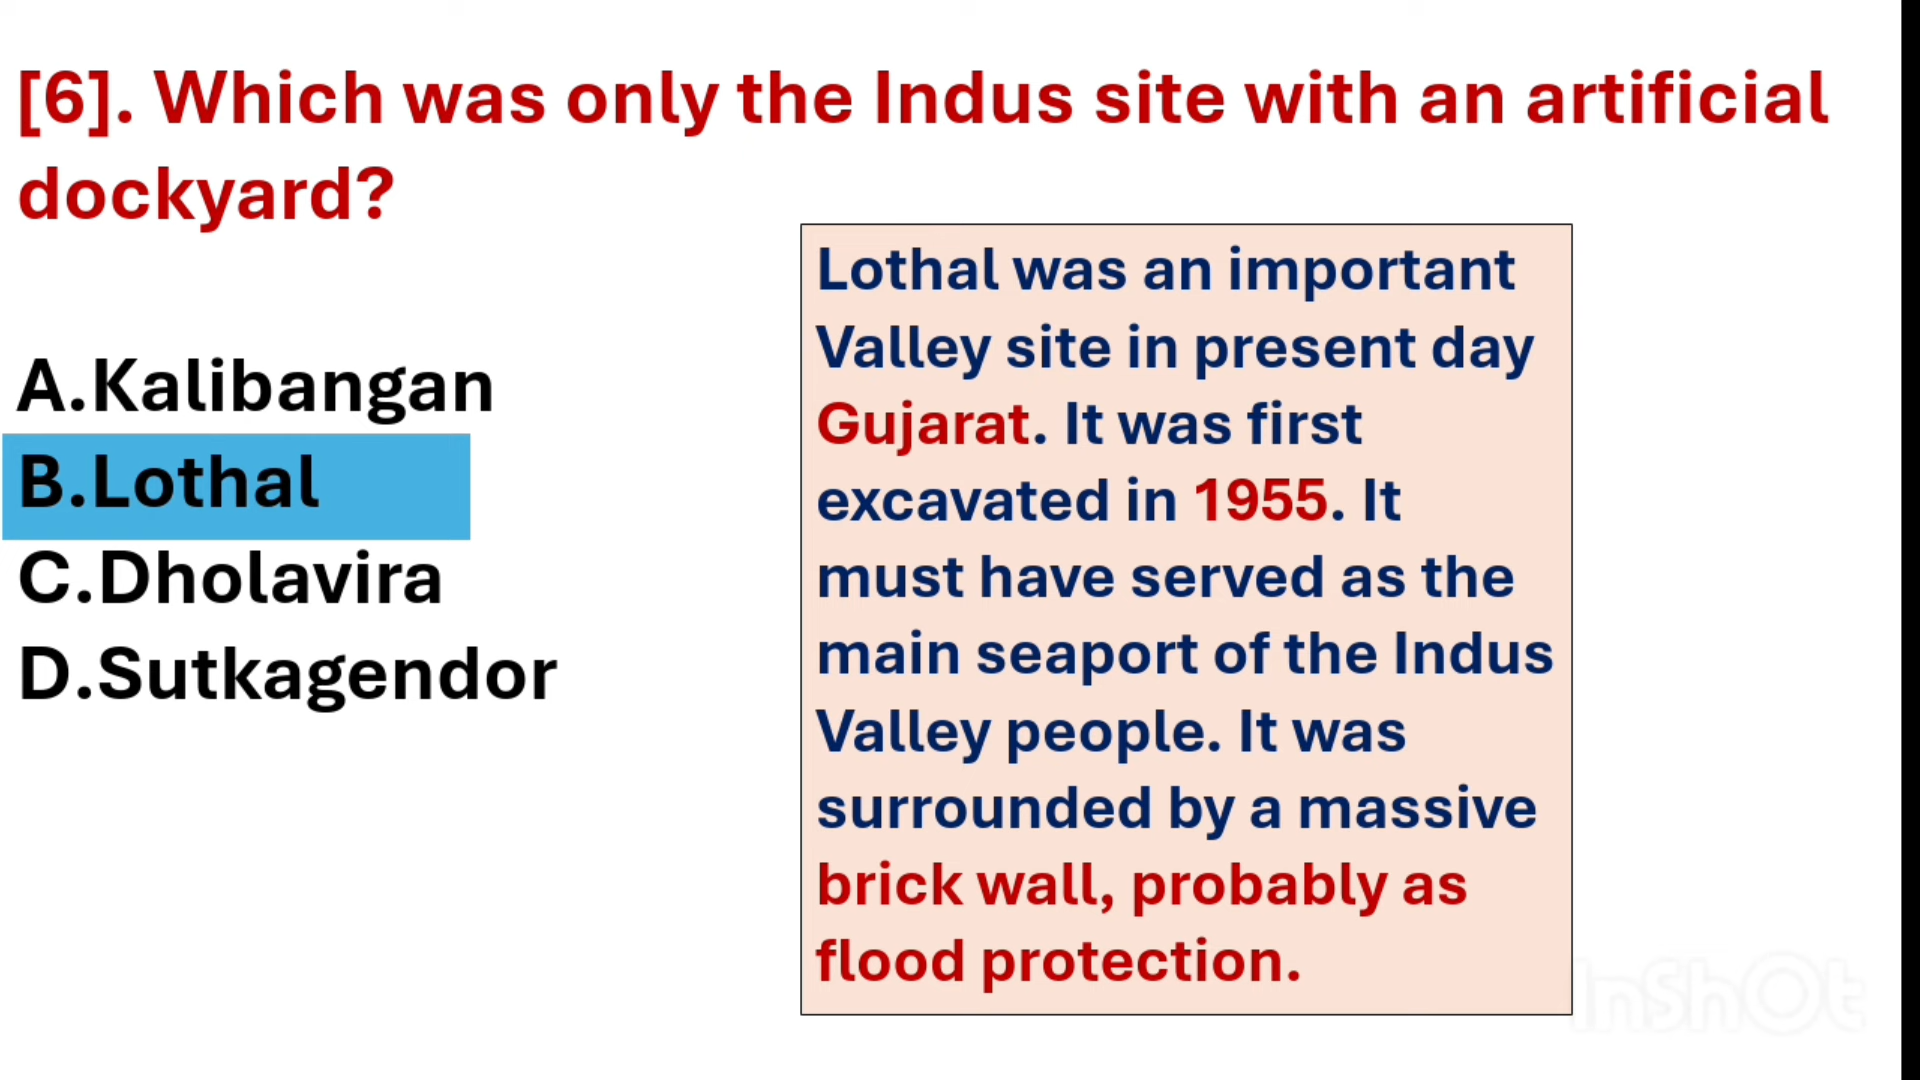 [6]. Which was only the Indus site with an artificial
dockyard?
A.Kalibangan
B.Lothal
C.Dholavira
D.Sutkagendor
Lothal was an important
Valley site in present day
Gujarat. It was first
excavated in 1955. It
must have served as the
main seaport of the Indus
Valley people. It was
surrounded by a massive
brick wall, probably as
flood protection.
InShOt